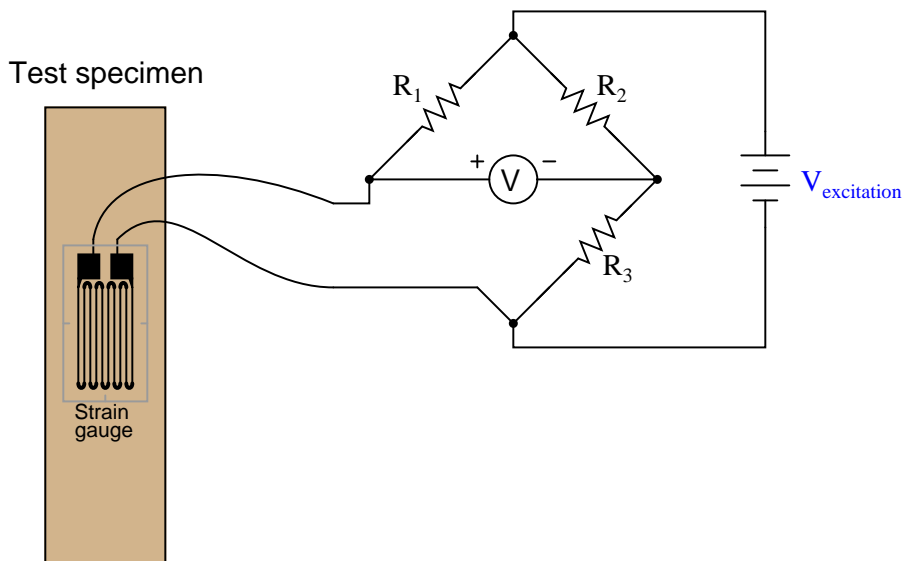 Test specimen
R1
R2
+
−
V
Vexcitation
R3
Strain
gauge